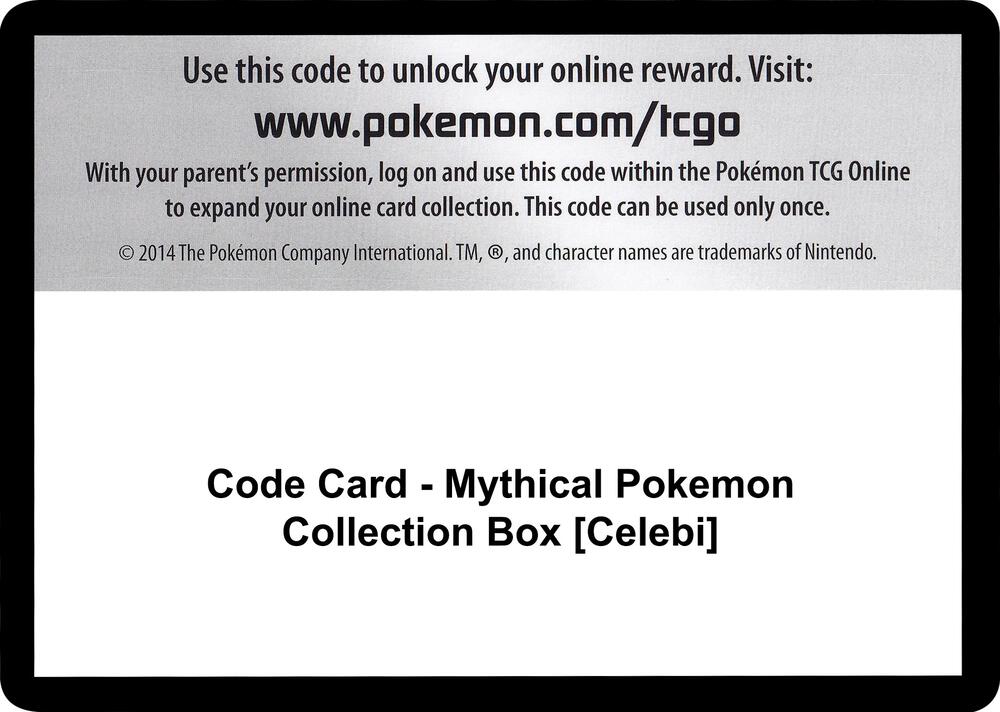 Use this code to unlock your online reward. Visit:
www.pokemon.com/tcgo
With your parent's permission, log on and use this code within the Pokémon TCG Online
to expand your online card collection. This code can be used only once.
© 2014 The Pokémon Company International. TM, ®, and character names are trademarks of Nintendo.
Code Card - Mythical Pokemon
Collection Box [Celebi]